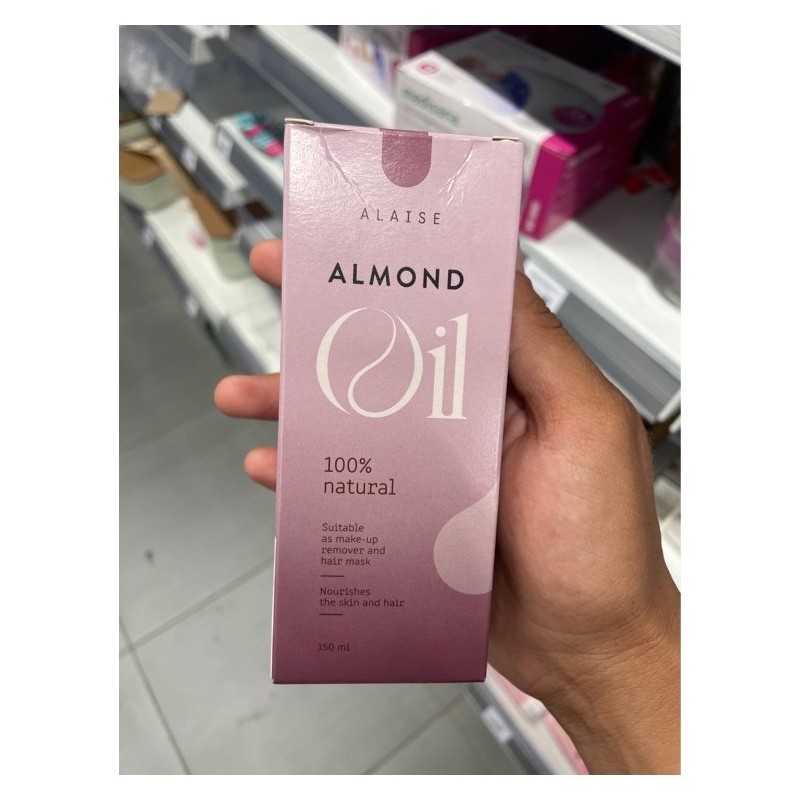 ALAISE
ALMOND
Oil
100%
natural
Suitable
as make-up
remover and
hair mask
Nourishes
the skin and hair
150 ml